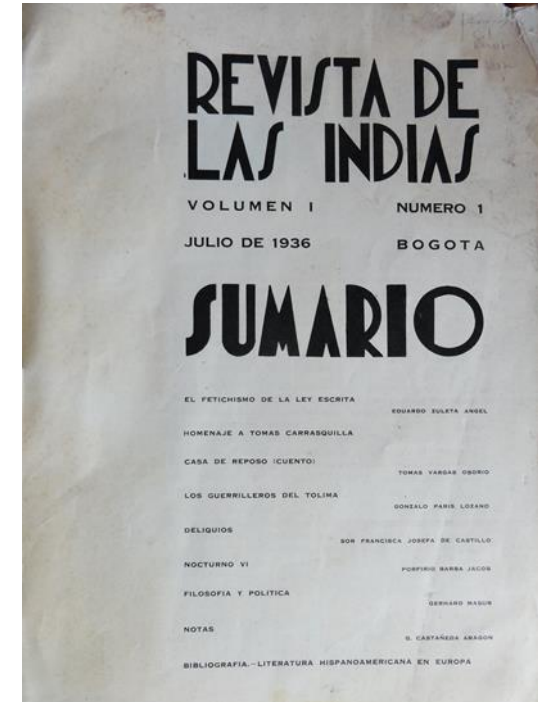 REVISTA DE
LAS INDIAS
VOLUMEN I NUMERO 1
JULIO DE 1936 BOGOTA
SUMARIO
EL FETICHISMO DE LA LEY ESCRITA
EDUARDO ZULETA ANGEL
HOMENAJE A TOMAS CARRASQUILLA
CASA DE REPOSO (CUENTO)
TOMAS VARGAS OSORIO
LOS GUERRILLEROS DEL TOLIMA
GONZALO PARIS LOZANO
DELIQUIOS
SOR FRANCISCA JOSEFA DE CASTILLO
NOCTURNO VI
PORFIRIO BARBA JACOB
FILOSOFIA Y POLITICA
GERHARD MASUR
NOTAS
G. CASTAÑEDA ARAGON
BIBLIOGRAFIA.—LITERATURA HISPANOAMERICANA EN EUROPA